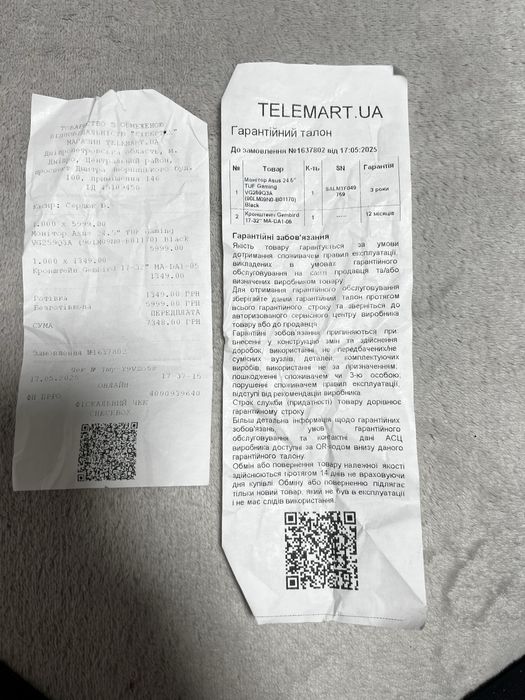 ТОВАРИСТВО З ОБМЕЖЕНОЮ
ВІДПОВІДАЛЬНІСТЮ
МАГАЗИН TELEMART.UA
Дніпропетровська область, м.
Дніпро, Центральний район,
проспект Дмитра Яворницького
100, приміщення 146
ІД
Касир: Сердюк В.
1.000 x 5999.00
Монітор Asus 24.5" TUF Gaming
VG259Q3A (90LM09N0-B01170) Black
5999.00
1.000 x 1349.00
Кронштейн Gembird 17-32" MA-DA1-05
1349.00
Готівка 1349.00 ГРН
Безготівкова 5999.00 ГРН
ПЕРЕДПЛАТА
СУМА 7348.00 ГРН
Замовлення №1637802
Чек №
17.05.2025
ОНЛАЙН
ФН ПРРО 4000939640
ФІСКАЛЬНИЙ ЧЕК
TELEMART.UA
Гарантійний талон
До замовлення №1637802 від 17.05.2025
№ Товар К-ть SN Гарантія
1 Монітор Asus 24.5" TUF Gaming VG259Q3A (90LM09N0-B01170) Black 1 3 роки
2 Кронштейн Gembird 17-32" MA-DA1-05 1 12 місяців
Гарантійні зобов'язання
Якість товару гарантується за умови
дотримання споживачем правил експлуатації,
викладених в умовах гарантійного
обслуговування на сайті продавця та/або
визначених виробником товару
Для отримання гарантійного обслуговування
зберігайте даний гарантійний талон протягом
всього гарантійного строку та зверніться до
авторизованого сервісного центру виробника
товару або до продавця
Гарантійні зобов'язання припиняються при:
внесенні у конструкцію змін та здійснення
доробок, використанні не передбачених/не
сумісних вузлів, деталей, комплектуючих
виробів, використанні не за призначенням,
пошкодженні споживачем чи 3-ю особою;
порушенні споживачем правил експлуатації,
відступі від рекомендацій виробника
Строк служби (придатності) товару дорівнює
гарантійному строку
Більш детальна інформація щодо гарантійних
зобов'язань, умов гарантійного
обслуговування та контактні дані АСЦ
виробника доступні за QR-кодом внизу даного
гарантійного талону.
Обмін або повернення товару належної якості
здійснюється протягом 14 днів не враховуючи
дня купівлі. Обміну або поверненню підлягає
тільки новий товар, який не був в експлуатації
і не має слідів використання.